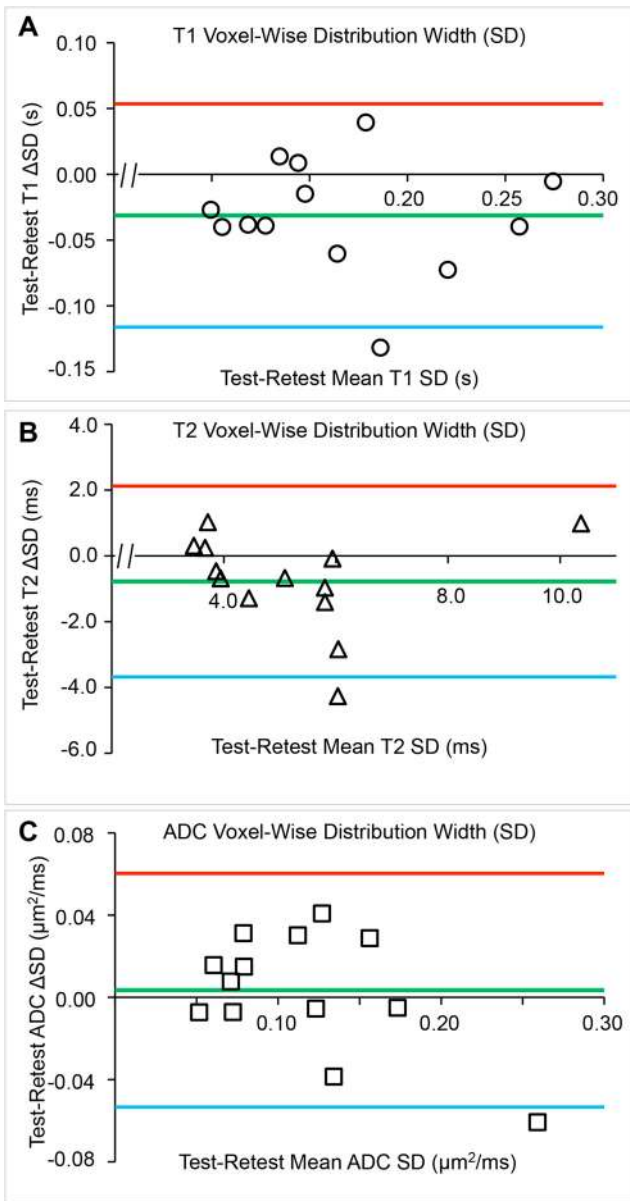 A
T1 Voxel-Wise Distribution Width (SD)
Test-Retest T1 ΔSD (s)
0.10
0.05
0.00
-0.05
-0.10
-0.15
0.20
0.25
0.30
Test-Retest Mean T1 SD (s)
B
T2 Voxel-Wise Distribution Width (SD)
Test-Retest T2 ΔSD (ms)
4.0
2.0
0.0
-2.0
-4.0
-6.0
4.0
8.0
10.0
Test-Retest Mean T2 SD (ms)
C
ADC Voxel-Wise Distribution Width (SD)
Test-Retest ADC ΔSD (μm²/ms)
0.08
0.04
0.00
-0.04
-0.08
0.10
0.20
0.30
Test-Retest Mean ADC SD (μm²/ms)